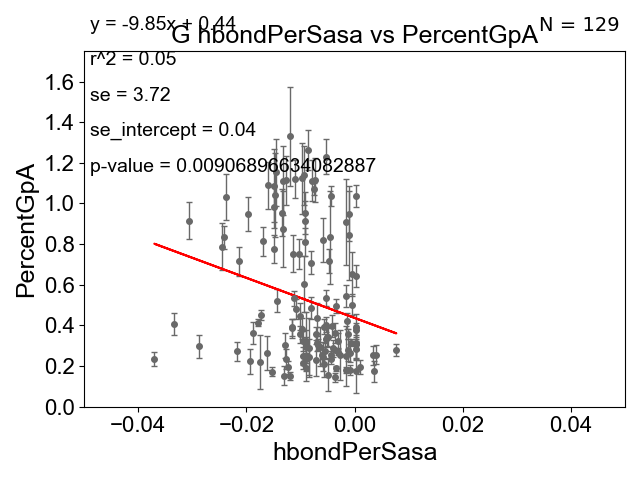 y = -9.85x + 0.44
N = 129
G hbondPerSasa vs PercentGpA
r^2 = 0.05
se = 3.72
se_intercept = 0.04
p-value = 0.00906896634082887
1.6
1.4
1.2
1.0
0.8
0.6
0.4
0.2
0.0
PercentGpA
−0.04 −0.02 0.00 0.02 0.04
hbondPerSasa